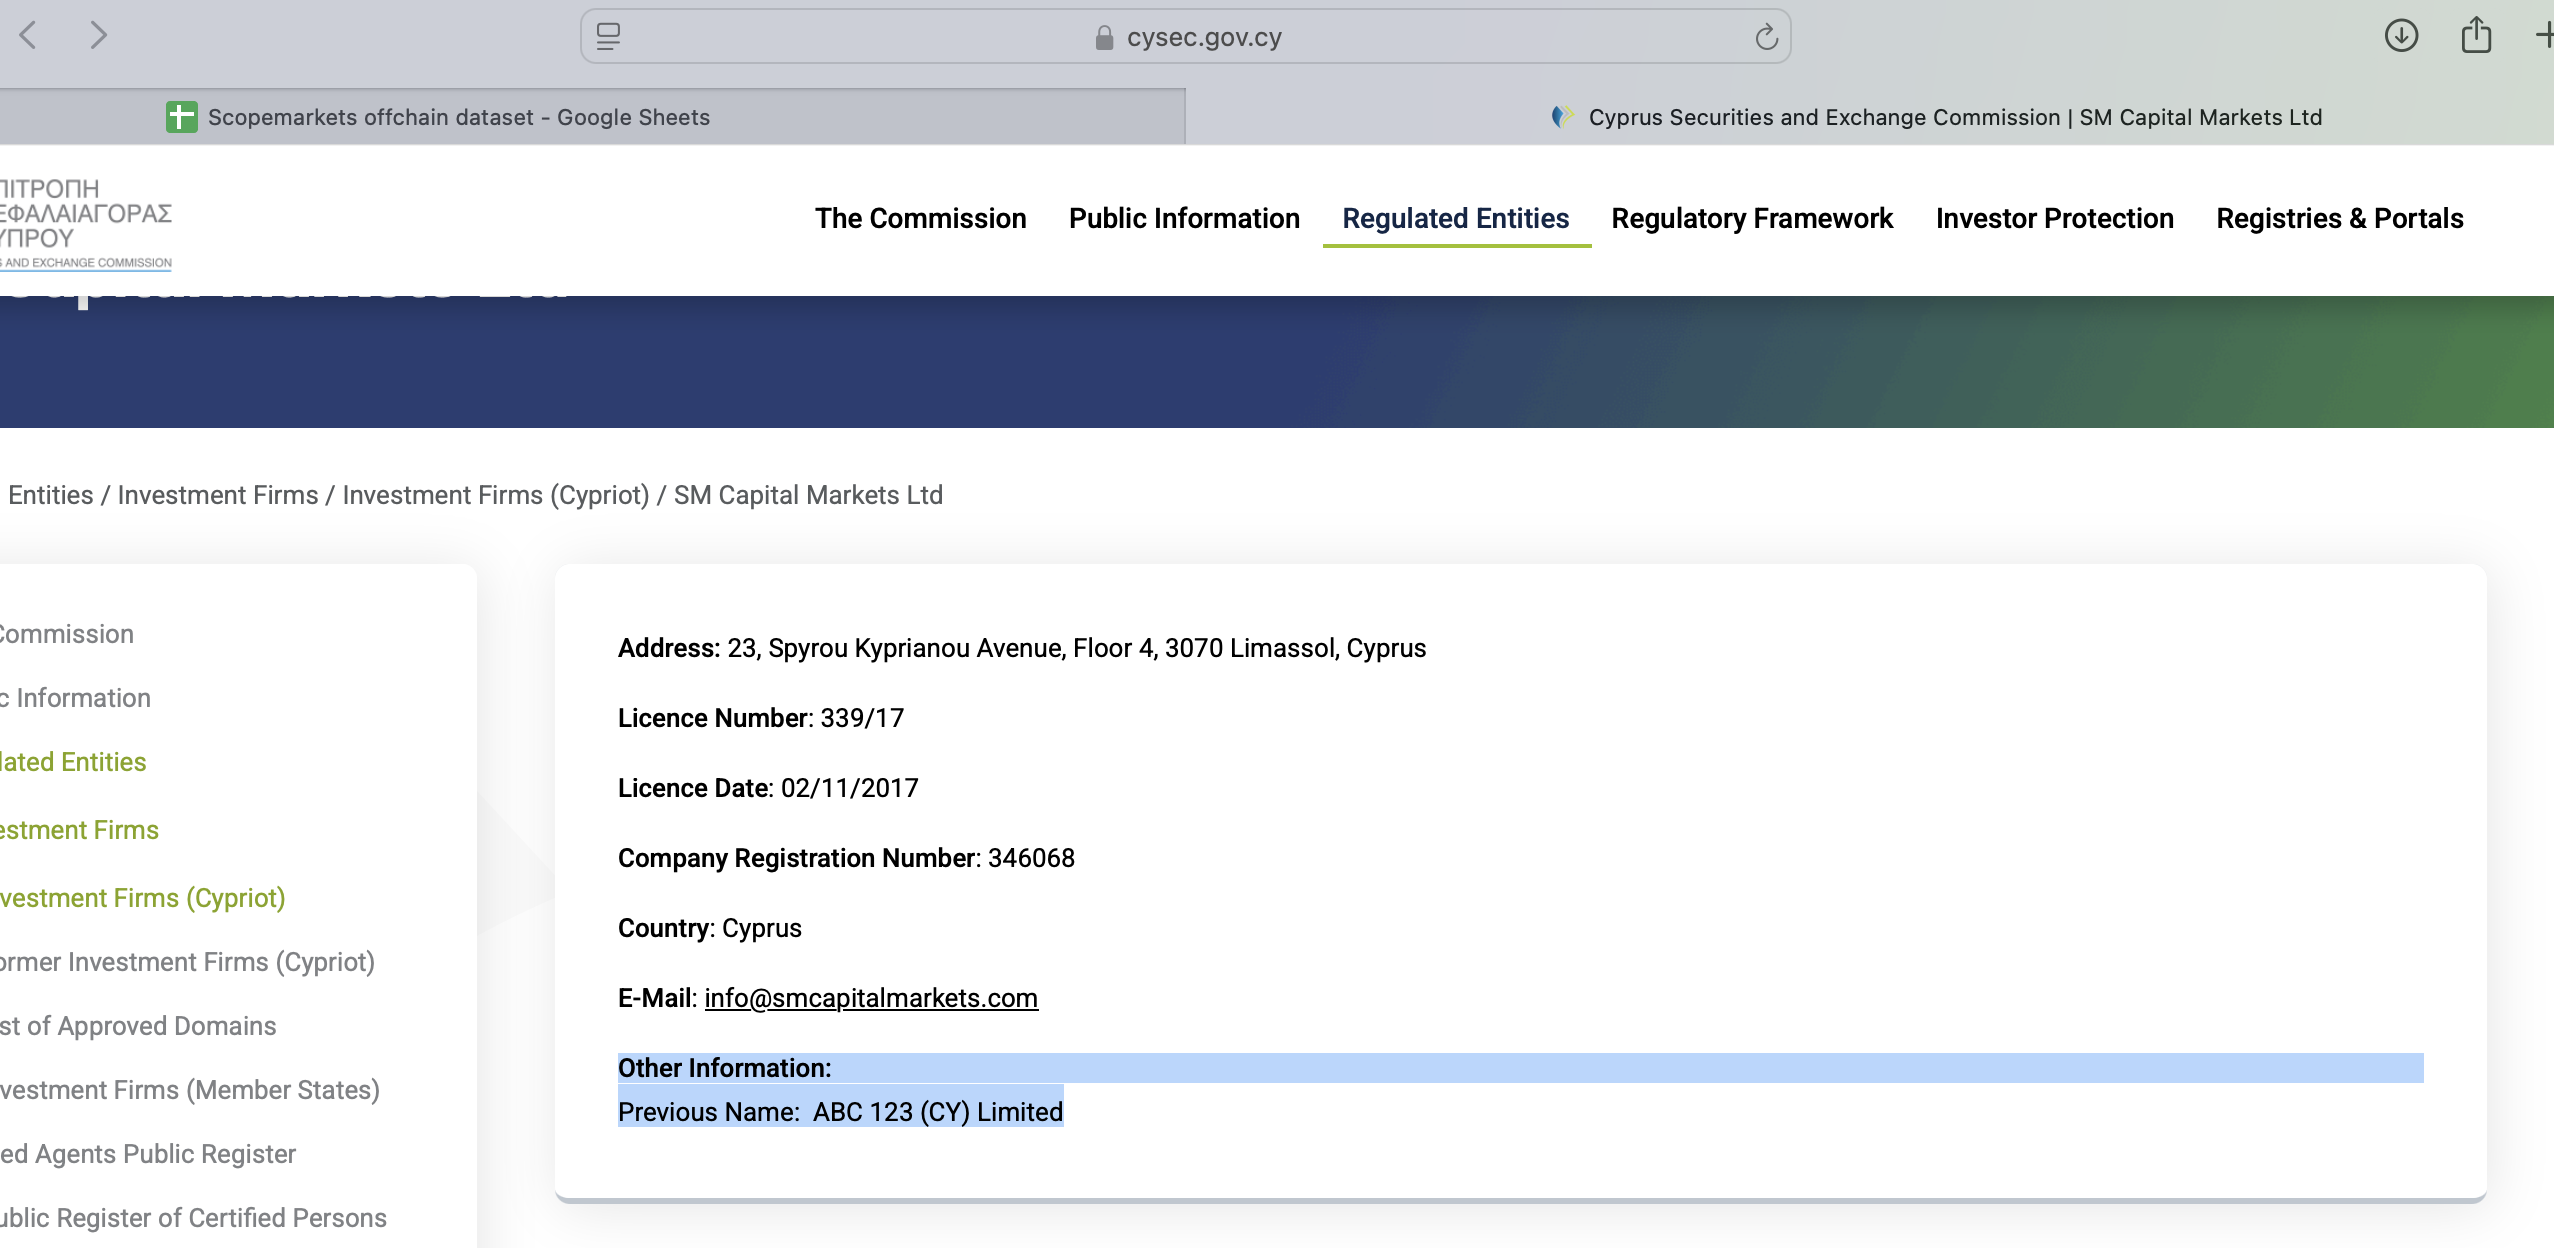 cysec.gov.cy
Scopemarkets offchain dataset - Google Sheets
Cyprus Securities and Exchange Commission | SM Capital Markets Ltd
ΠΙΤΡΟΠΗ
ΕΦΑΛΑΙΑΓΟΡΑΣ
ΥΠΡΟΥ
S AND EXCHANGE COMMISSION
The Commission
Public Information
Regulated Entities
Regulatory Framework
Investor Protection
Registries & Portals
Capital Markets Ltd
Entities / Investment Firms / Investment Firms (Cypriot) / SM Capital Markets Ltd
Commission
c Information
lated Entities
estment Firms
vestment Firms (Cypriot)
ormer Investment Firms (Cypriot)
st of Approved Domains
vestment Firms (Member States)
ed Agents Public Register
ublic Register of Certified Persons
Address: 23, Spyrou Kyprianou Avenue, Floor 4, 3070 Limassol, Cyprus
Licence Number: 339/17
Licence Date: 02/11/2017
Company Registration Number: 346068
Country: Cyprus
E-Mail: info@smcapitalmarkets.com
Other Information:
Previous Name:  ABC 123 (CY) Limited